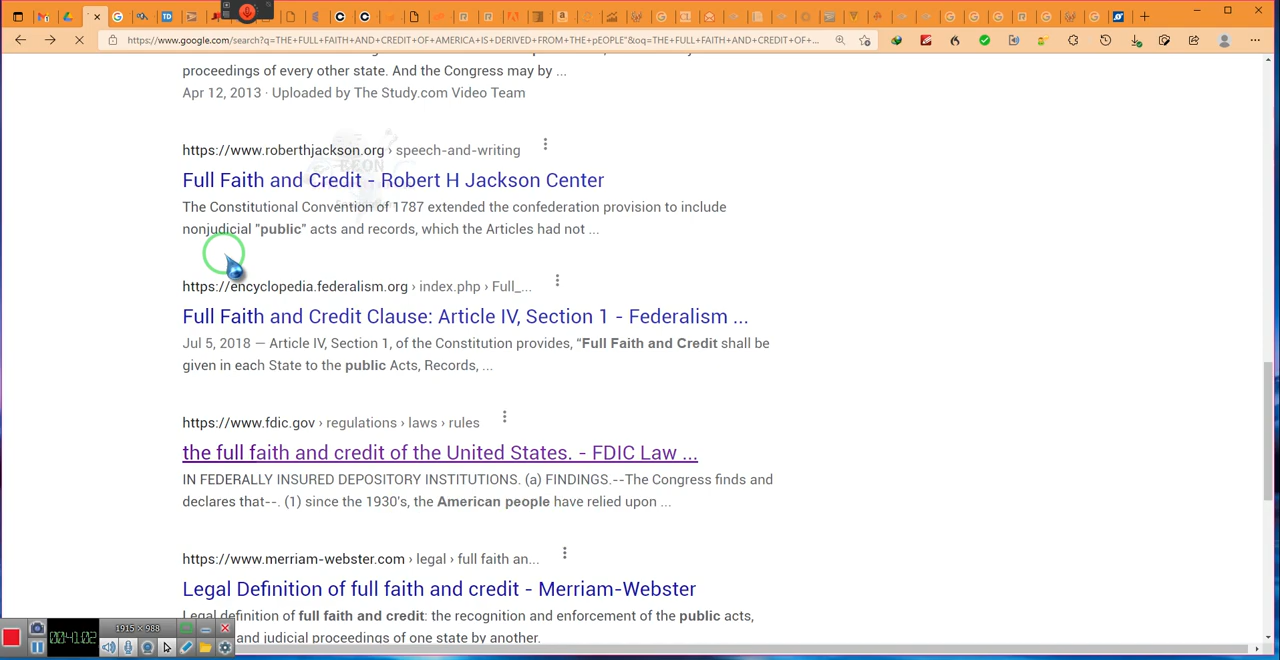 https://www.google.com/search?q=THE+FULL+FAITH+AND+CREDIT+OF+AMERICA+IS+DERIVED+FROM+THE+pEOPLE"&oq=THE+FULL+FAITH+AND+CREDIT+OF+...
proceedings of every other state. And the Congress may by ...
Apr 12, 2013 · Uploaded by The Study.com Video Team
https://www.roberthjackson.org › speech-and-writing
Full Faith and Credit - Robert H Jackson Center
The Constitutional Convention of 1787 extended the confederation provision to include
nonjudicial "public" acts and records, which the Articles had not ...
https://encyclopedia.federalism.org › index.php › Full_...
Full Faith and Credit Clause: Article IV, Section 1 - Federalism ...
Jul 5, 2018 — Article IV, Section 1, of the Constitution provides, “Full Faith and Credit shall be
given in each State to the public Acts, Records, ...
https://www.fdic.gov › regulations › laws › rules
the full faith and credit of the United States. - FDIC Law ...
IN FEDERALLY INSURED DEPOSITORY INSTITUTIONS. (a) FINDINGS.--The Congress finds and
declares that--. (1) since the 1930's, the American people have relied upon ...
https://www.merriam-webster.com › legal › full faith an...
Legal Definition of full faith and credit - Merriam-Webster
Legal definition of full faith and credit: the recognition and enforcement of the public acts,
and judicial proceedings of one state by another.
1915 × 988
00:41:02